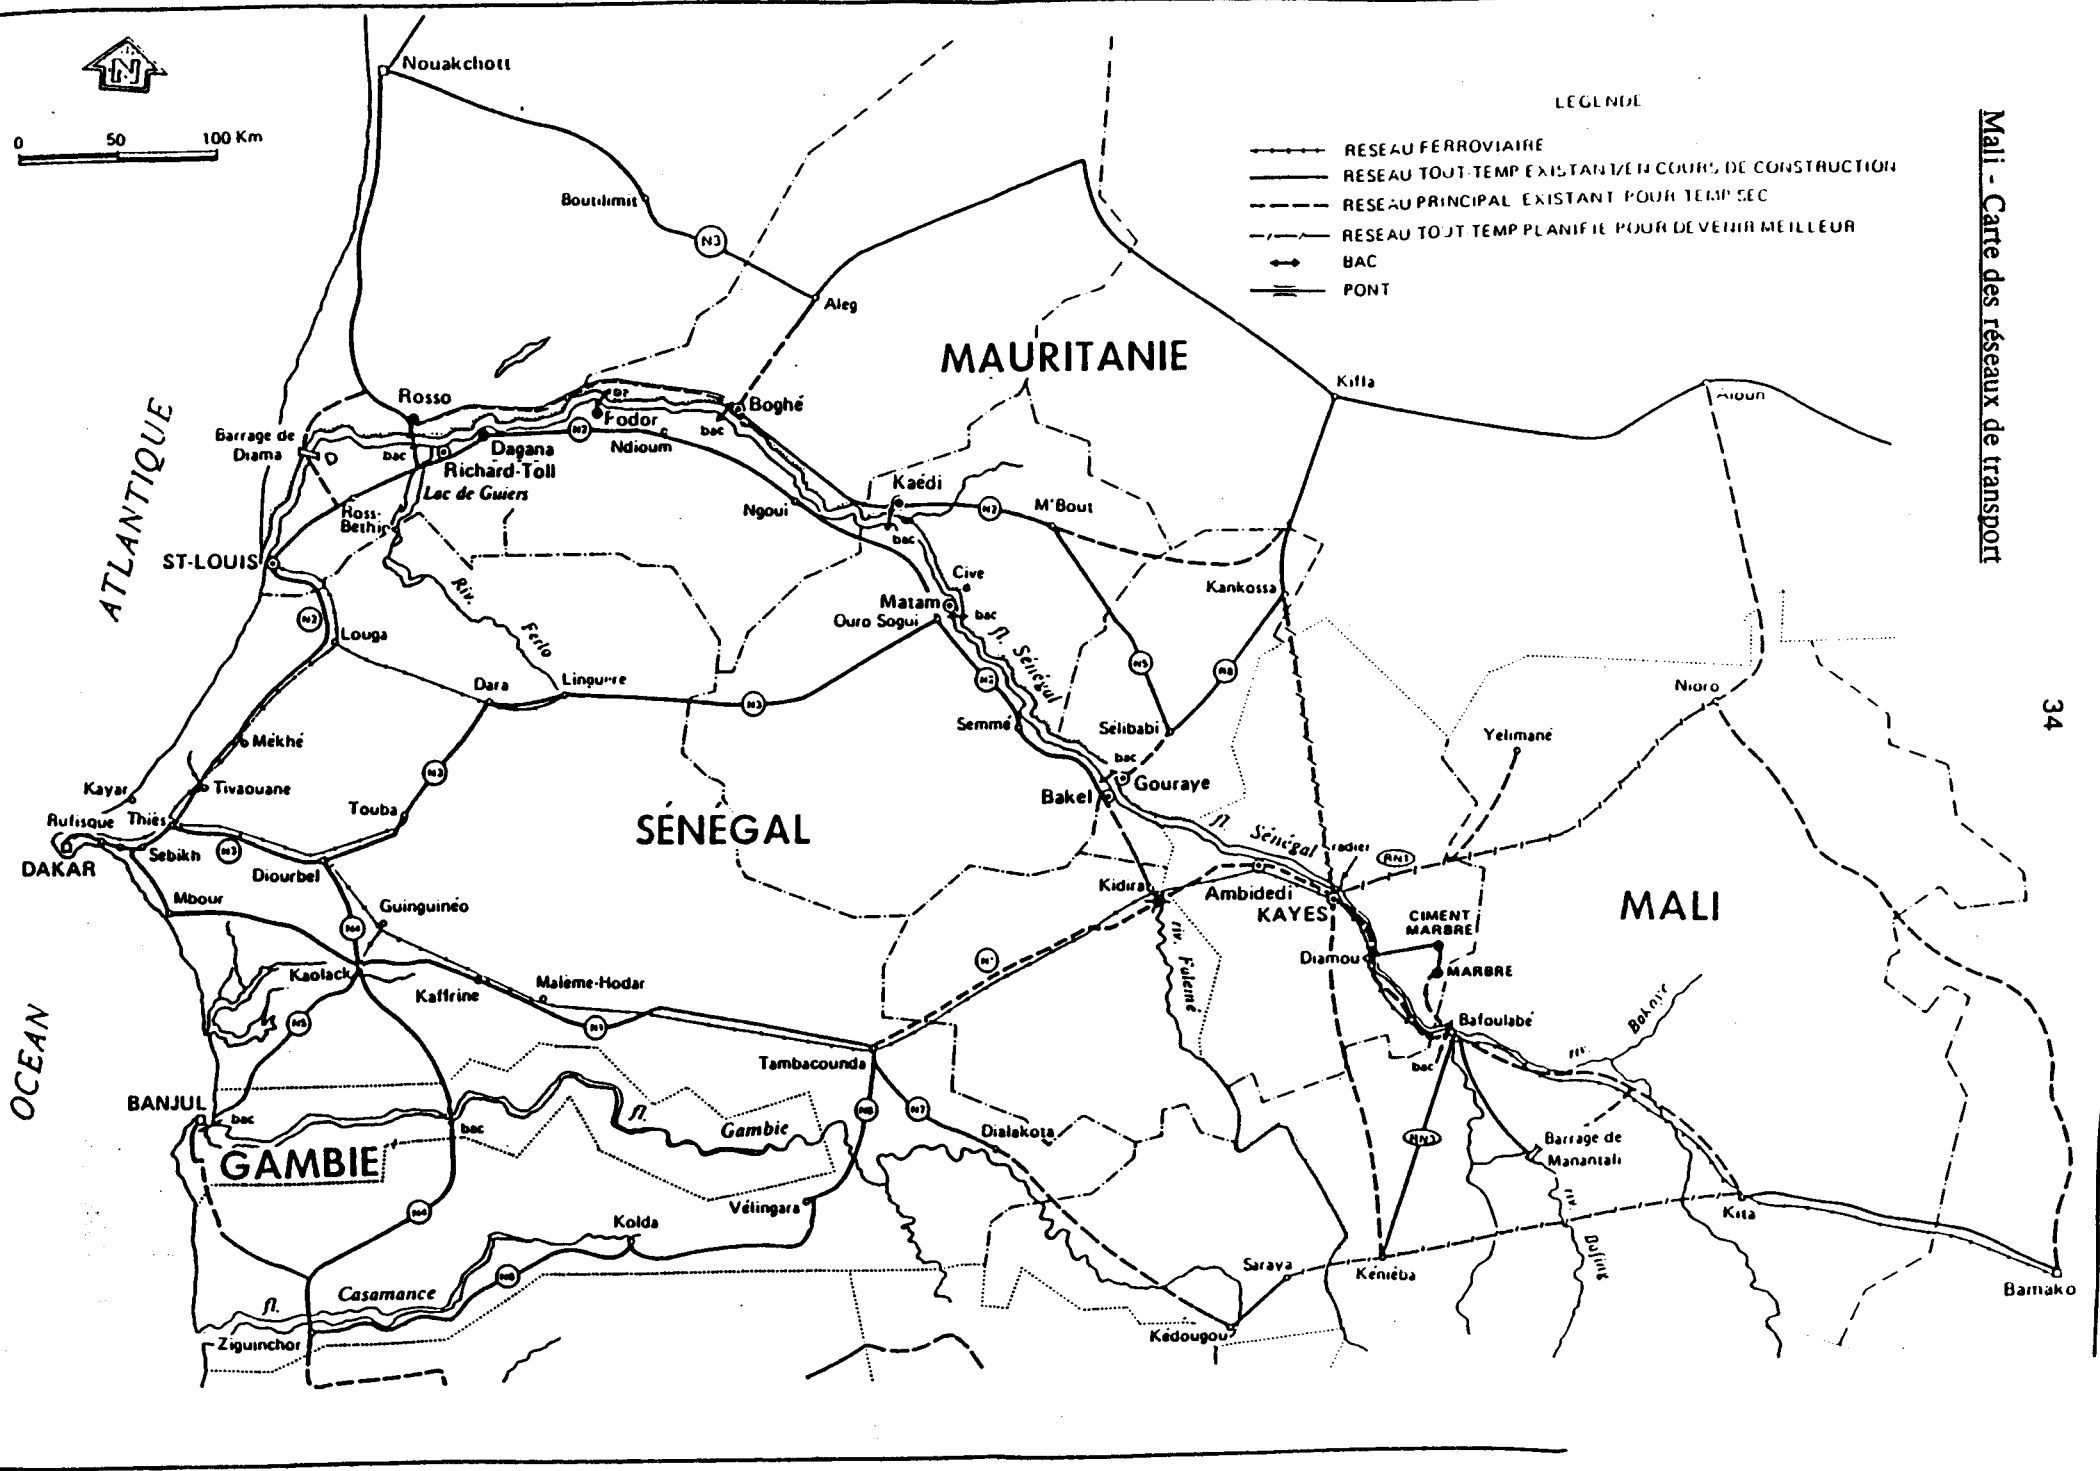 Mali - Carte des réseaux de transport
34
N
0 50 100 Km
LEGENDE
RESEAU FERROVIAIRE
RESEAU TOUT-TEMP EXISTANT/EN COURS DE CONSTRUCTION
RESEAU PRINCIPAL EXISTANT POUR TEMP SEC
RESEAU TOUT TEMP PLANIFIE POUR DEVENIR MEILLEUR
BAC
PONT
Nouakchott
Boutilimit
N3
Aleg
MAURITANIE
Kiffa
Aioun
Rosso
Boghé
Fodor
bac
N2
Ndioum
Barrage de
Diama
D
bac
Dagana
Richard-Toll
Lac de Guiers
Kaédi
N2
M'Bout
Ngoui
bac
Ross-
Bethio
ATLANTIQUE
ST-LOUIS
Riv.
Ferlo
Cive
Matam
bac
Ouro Sogui
Kankossa
N2
Louga
fl.
Sénégal
N5
R8
N2
Dara
Linguere
N3
Semmé
Sélibabi
Nioro
Yelimané
Mékhé
bac
Gouraye
Bakel
N3
Kayar
Tivaouane
Touba
Rufisque
Thiès
SÉNÉGAL
fl.
Sénégal
radier
RN1
DAKAR
Sebikh
N3
Diourbel
Kidira
Ambidedi
KAYES
MALI
Mbour
Guinguinéo
CIMENT
MARBRE
N4
riv.
Falemé
Diamou
MARBRE
Kaolack
Kaffrine
Maleme-Hodar
N5
N1
Bafoulabé
Bakoye
riv.
Tambacounda
bac
OCEAN
BANJUL
bac
bac
fl.
Gambie
N6
N7
Dialakota
RN3
Barrage de
Manantali
GAMBIE
riv.
Bafing
Vélingara
N4
Kolda
Kita
Saraya
Kéniéba
Bamako
N6
fl.
Casamance
Ziguinchor
Kédougou